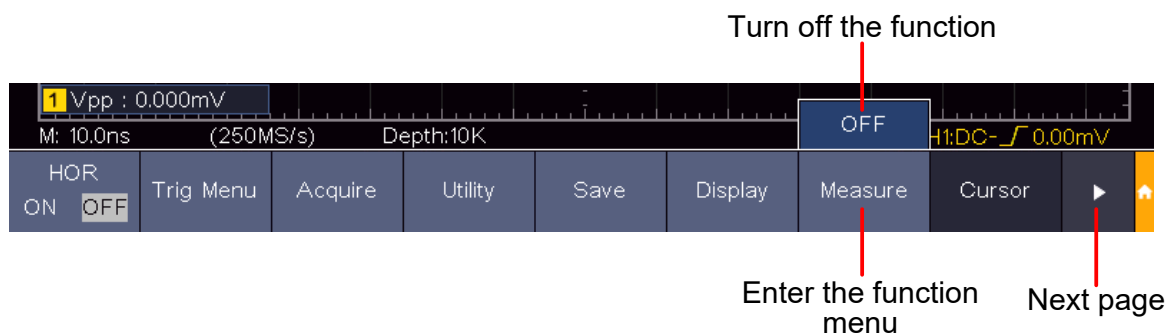 Turn off the function
1 Vpp : 0.000mV
M: 10.0ns (250MS/s) Depth:10K OFF H1:DC- 0.00mV
HOR
ON OFF Trig Menu Acquire Utility Save Display Measure Cursor
Enter the function
menu
Next page